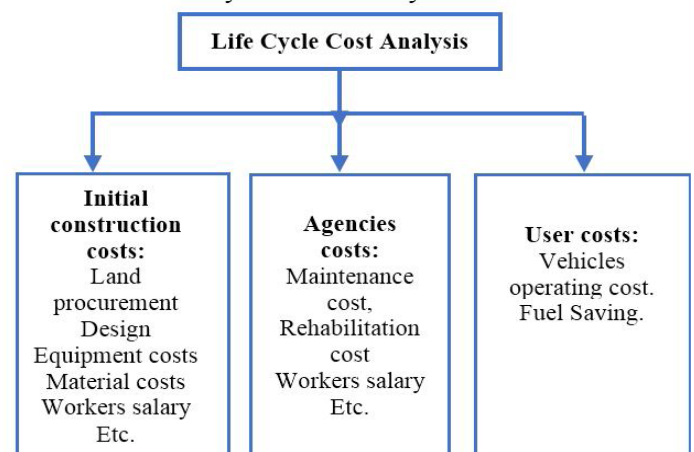 Life Cycle Cost Analysis
Initial
construction
costs:
Land
procurement
Design
Equipment costs
Material costs
Workers salary
Etc.
Agencies
costs:
Maintenance
cost,
Rehabilitation
cost
Workers salary
Etc.
User costs:
Vehicles
operating cost.
Fuel Saving.